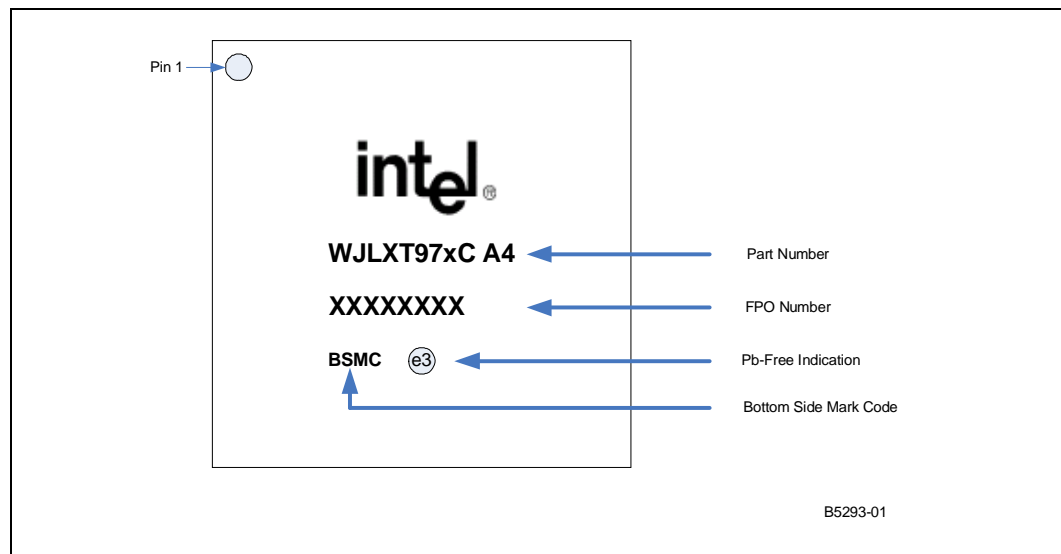 Pin 1
intel®
WJLXT97xC A4
Part Number
XXXXXXXX
FPO Number
BSMC e3
Pb-Free Indication
Bottom Side Mark Code
B5293-01